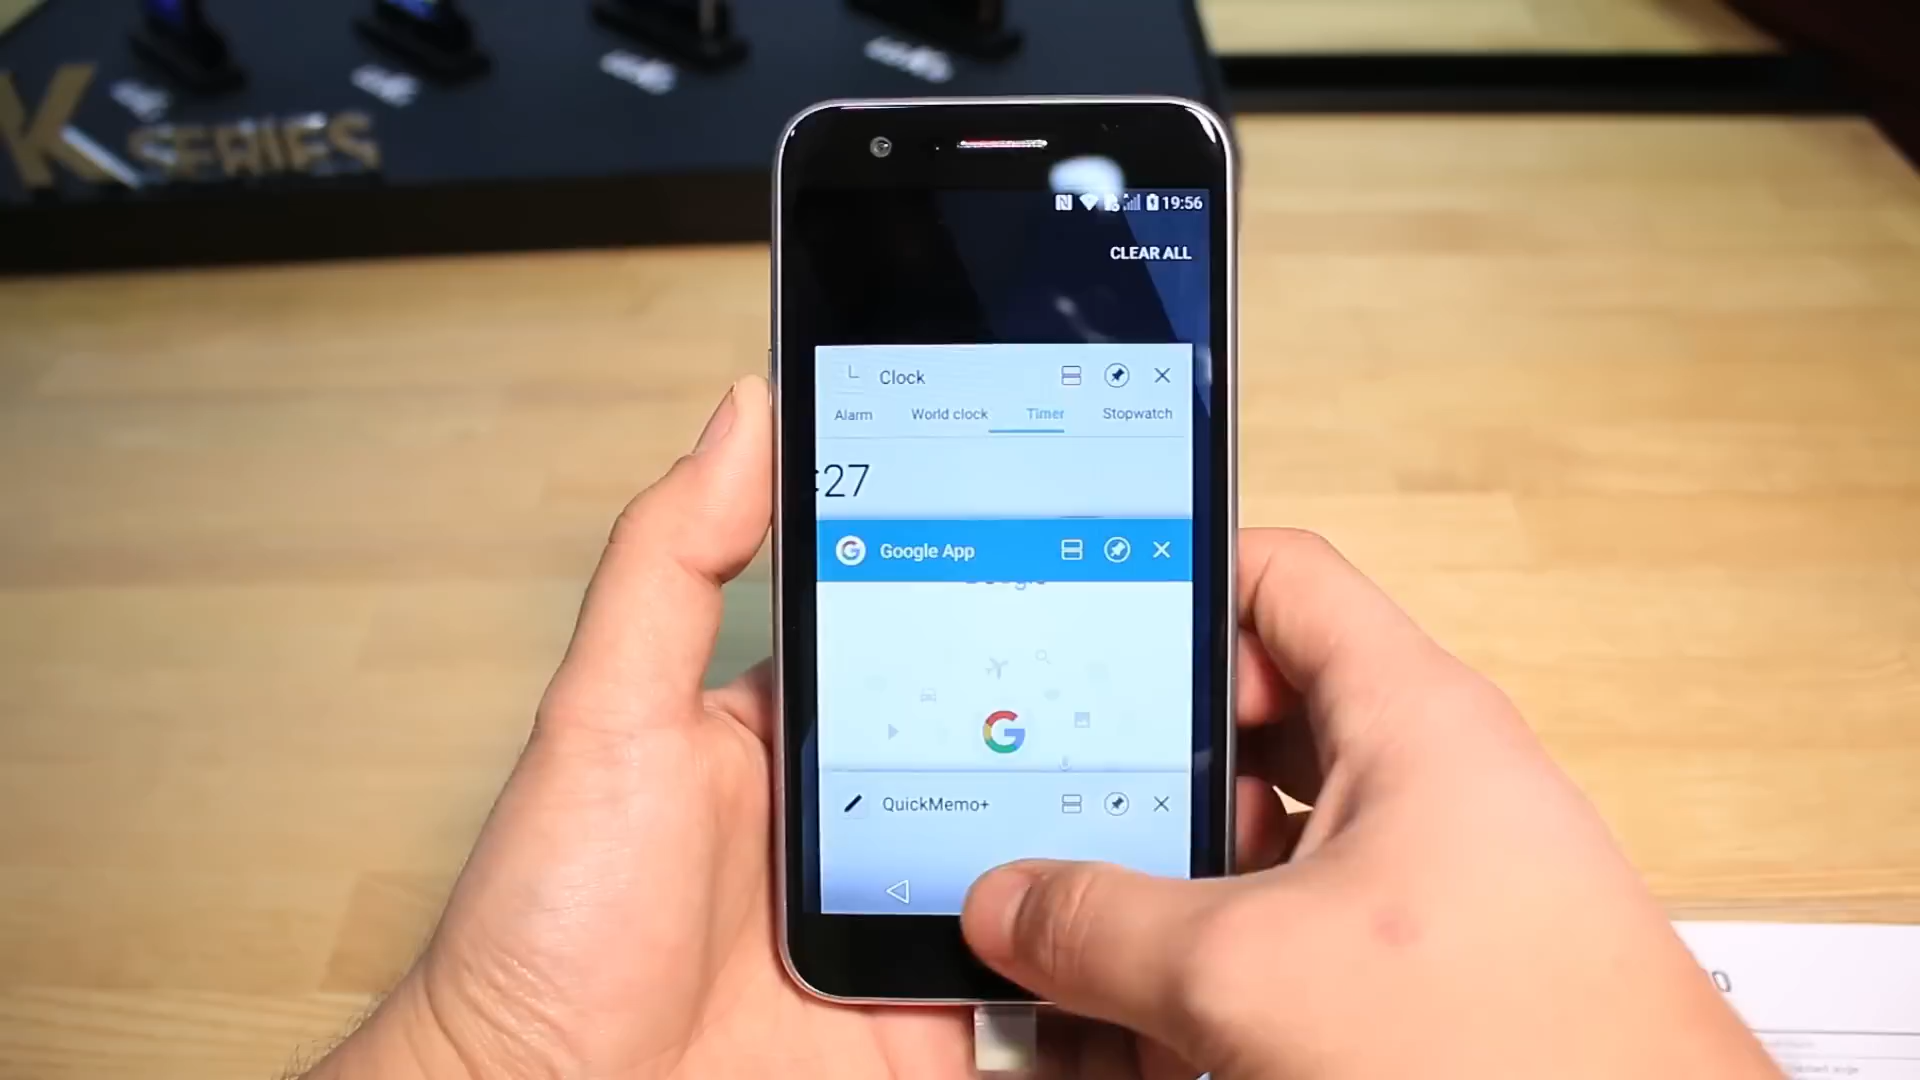 K SERIES
19:56
CLEAR ALL
Clock
Alarm World clock Timer Stopwatch
:27
Google App
QuickMemo+